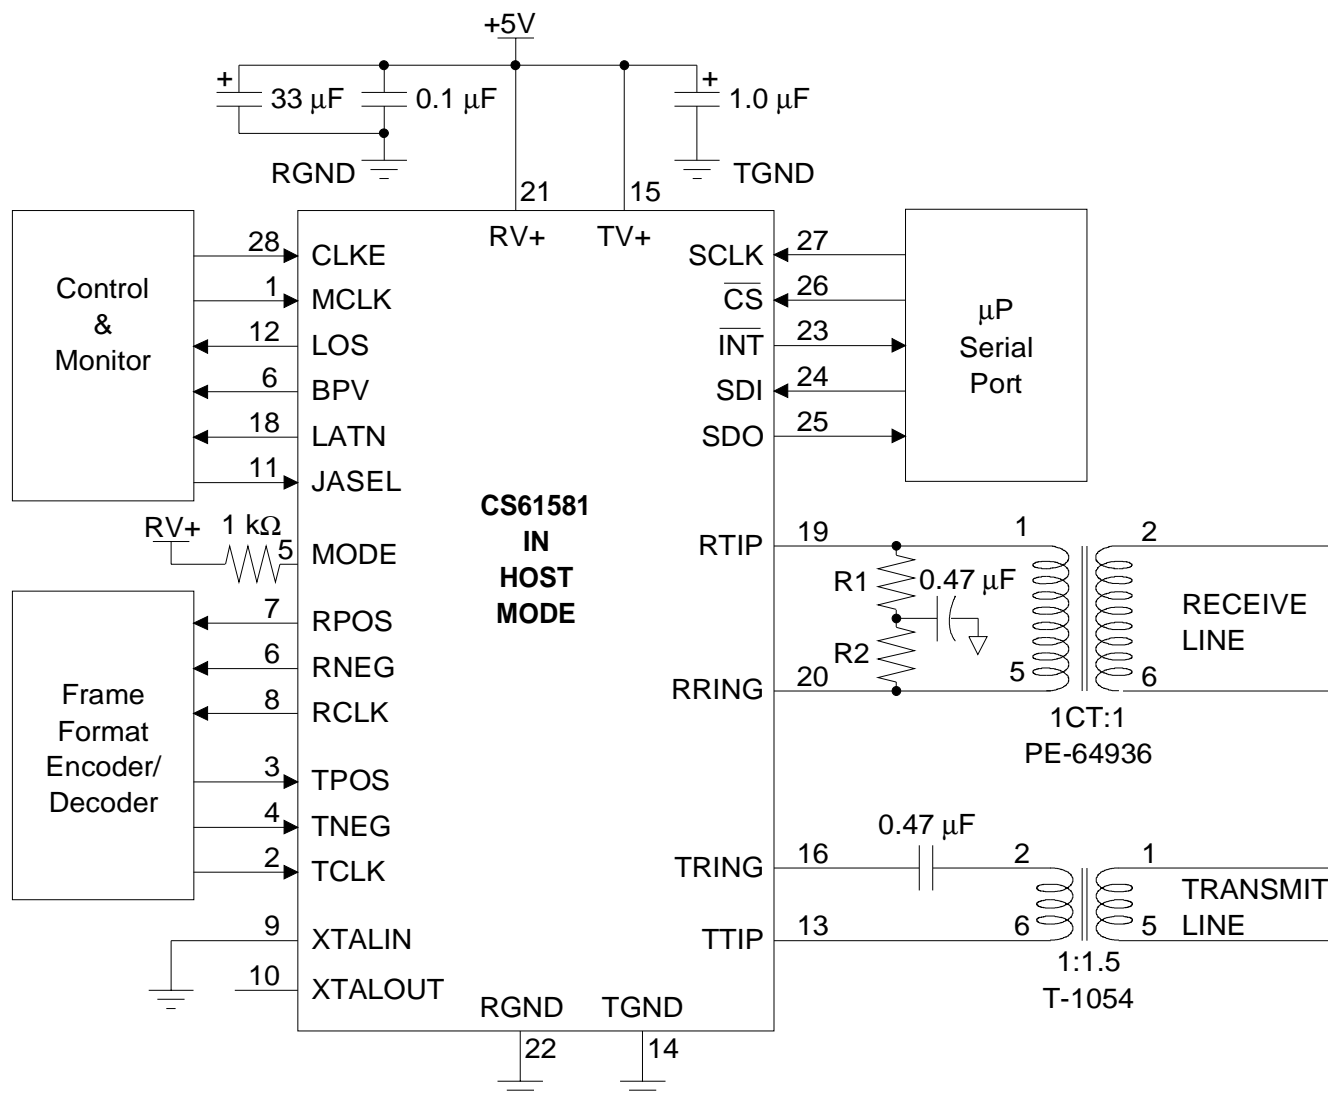 +5V
+
33 µF
0.1 µF
+
1.0 µF
RGND
TGND
21
15
RV+
TV+
Control
&
Monitor
28
CLKE
1
MCLK
12
LOS
6
BPV
18
LATN
11
JASEL
RV+
1 kΩ
5
MODE
Frame
Format
Encoder/
Decoder
7
RPOS
6
RNEG
8
RCLK
3
TPOS
4
TNEG
2
TCLK
9
XTALIN
10
XTALOUT
CS61581
IN
HOST
MODE
SCLK
27
CS
26
INT
23
SDI
24
SDO
25
µP
Serial
Port
RTIP
19
R1
0.47 µF
R2
RRING
20
1
2
5
6
RECEIVE
LINE
1CT:1
PE-64936
0.47 µF
TRING
16
TTIP
13
2
1
6
5
TRANSMIT
LINE
1:1.5
T-1054
RGND
TGND
22
14